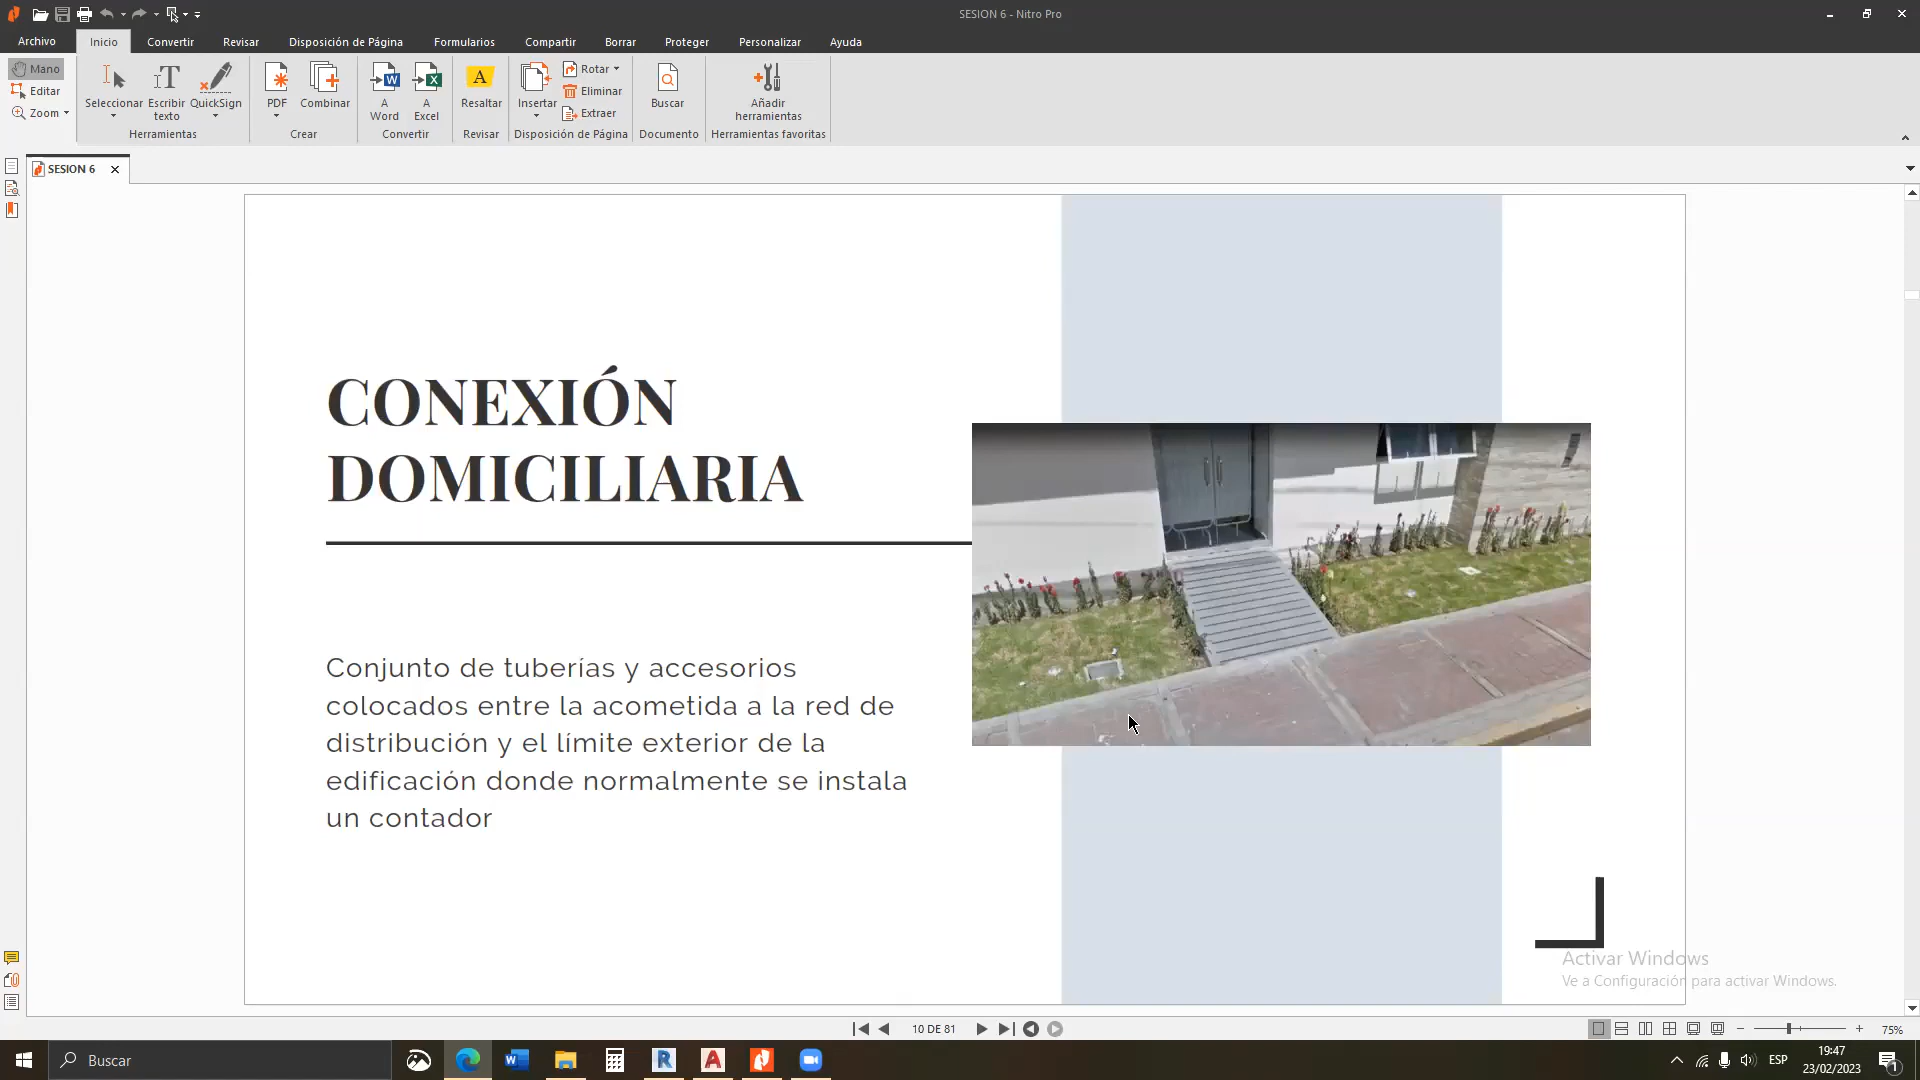 SESION 6 - Nitro Pro
Archivo
Inicio
Convertir
Revisar
Disposición de Página
Formularios
Compartir
Borrar
Proteger
Personalizar
Ayuda
Mano
Editar
Zoom
Seleccionar
Escribir
texto
QuickSign
Herramientas
PDF
Combinar
Crear
A
Word
A
Excel
Convertir
Resaltar
Revisar
Insertar
Rotar
Eliminar
Extraer
Disposición de Página
Buscar
Documento
Añadir
herramientas
Herramientas favoritas
SESION 6
CONEXIÓN
DOMICILIARIA
Conjunto de tuberías y accesorios
colocados entre la acometida a la red de
distribución y el límite exterior de la
edificación donde normalmente se instala
un contador
Activar Windows
Ve a Configuración para activar Windows.
10 DE 81
75%
Buscar
ESP
19:47
23/02/2023
1